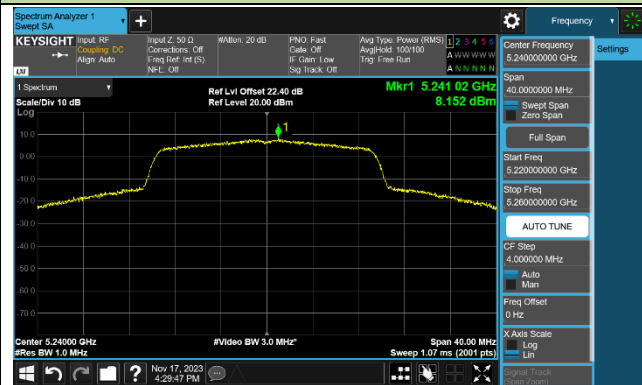 Spectrum Analyzer 1
Swept SA
Frequency
KEYSIGHT
Input: RF
Coupling: DC
Align: Auto
Input Z: 50 Ω
Corrections: Off
Freq Ref: Int (S)
NFE: Off
#Atten: 20 dB
PNO: Fast
Gate: Off
IF Gain: Low
Sig Track: Off
Avg Type: Power (RMS)
Avg|Hold: 100/100
Trig: Free Run
1 2 3 4 5 6
A W W W W W
A N N N N N
LXI
1 Spectrum
Scale/Div 10 dB
Log
Ref Lvl Offset 22.40 dB
Ref Level 20.00 dBm
Mkr1 5.241 02 GHz
8.152 dBm
1
10.0
0.00
-10.0
-20.0
-30.0
-40.0
-50.0
-60.0
-70.0
Center 5.24000 GHz
#Res BW 1.0 MHz
#Video BW 3.0 MHz*
Span 40.00 MHz
Sweep 1.07 ms (2001 pts)
Center Frequency
5.240000000 GHz
Settings
Span
40.0000000 MHz
Swept Span
Zero Span
Full Span
Start Freq
5.220000000 GHz
Stop Freq
5.260000000 GHz
AUTO TUNE
CF Step
4.000000 MHz
Auto
Man
Freq Offset
0 Hz
X Axis Scale
Log
Lin
Signal Track
(Span Zoom)
Nov 17, 2023
4:29:47 PM